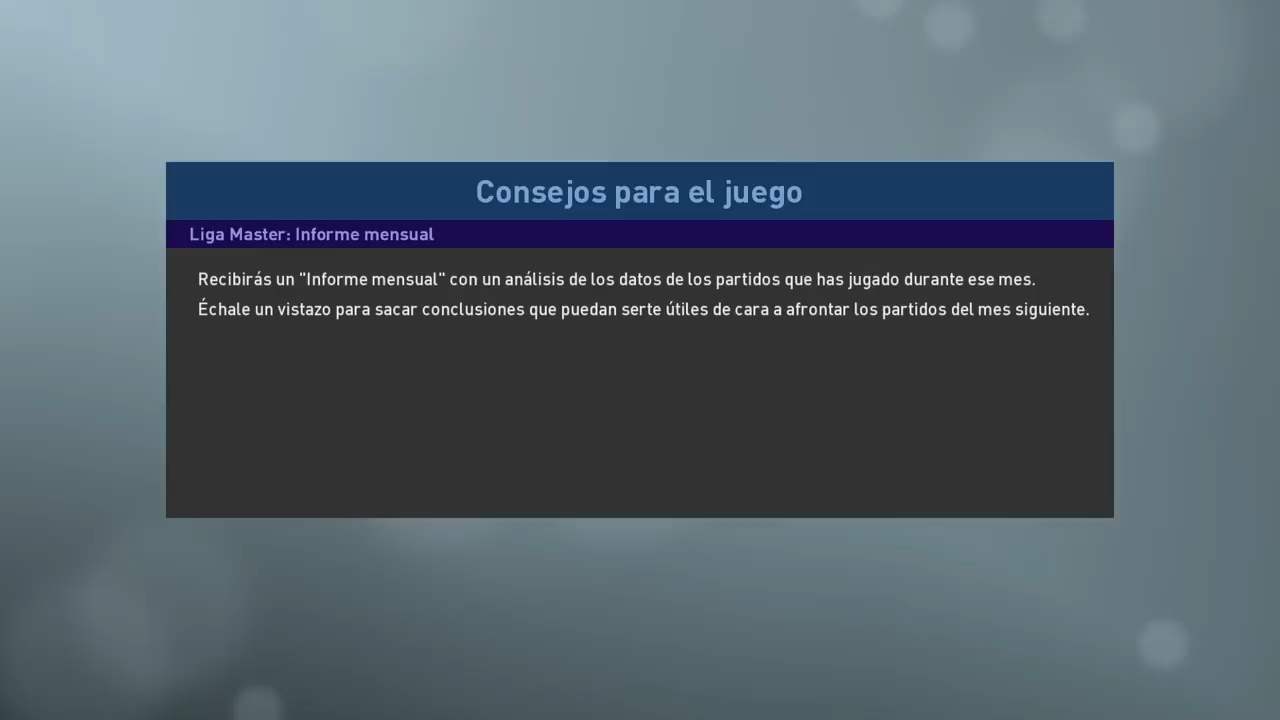 Consejos para el juego
Liga Master: Informe mensual
Recibirás un "Informe mensual" con un análisis de los datos de los partidos que has jugado durante ese mes.
Échale un vistazo para sacar conclusiones que puedan serte útiles de cara a afrontar los partidos del mes siguiente.